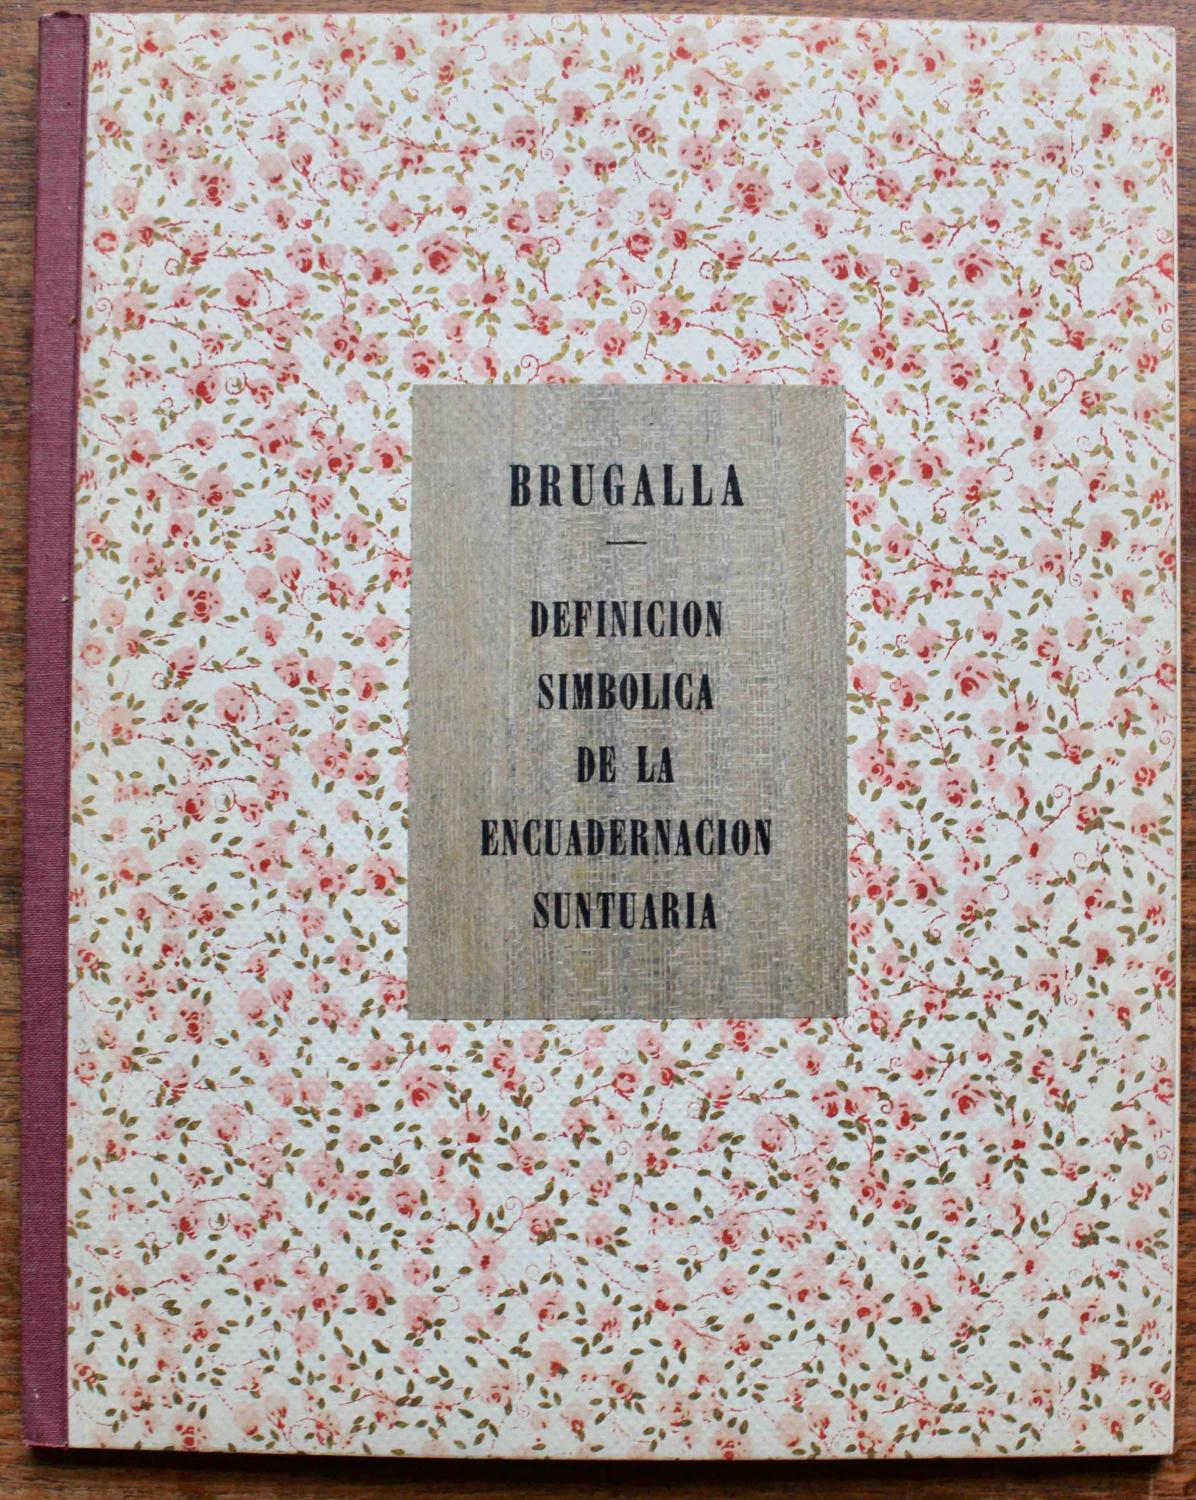 BRUGALLA
DEFINICION
SIMBOLICA
DE LA
ENCUADERNACION
SUNTUARIA